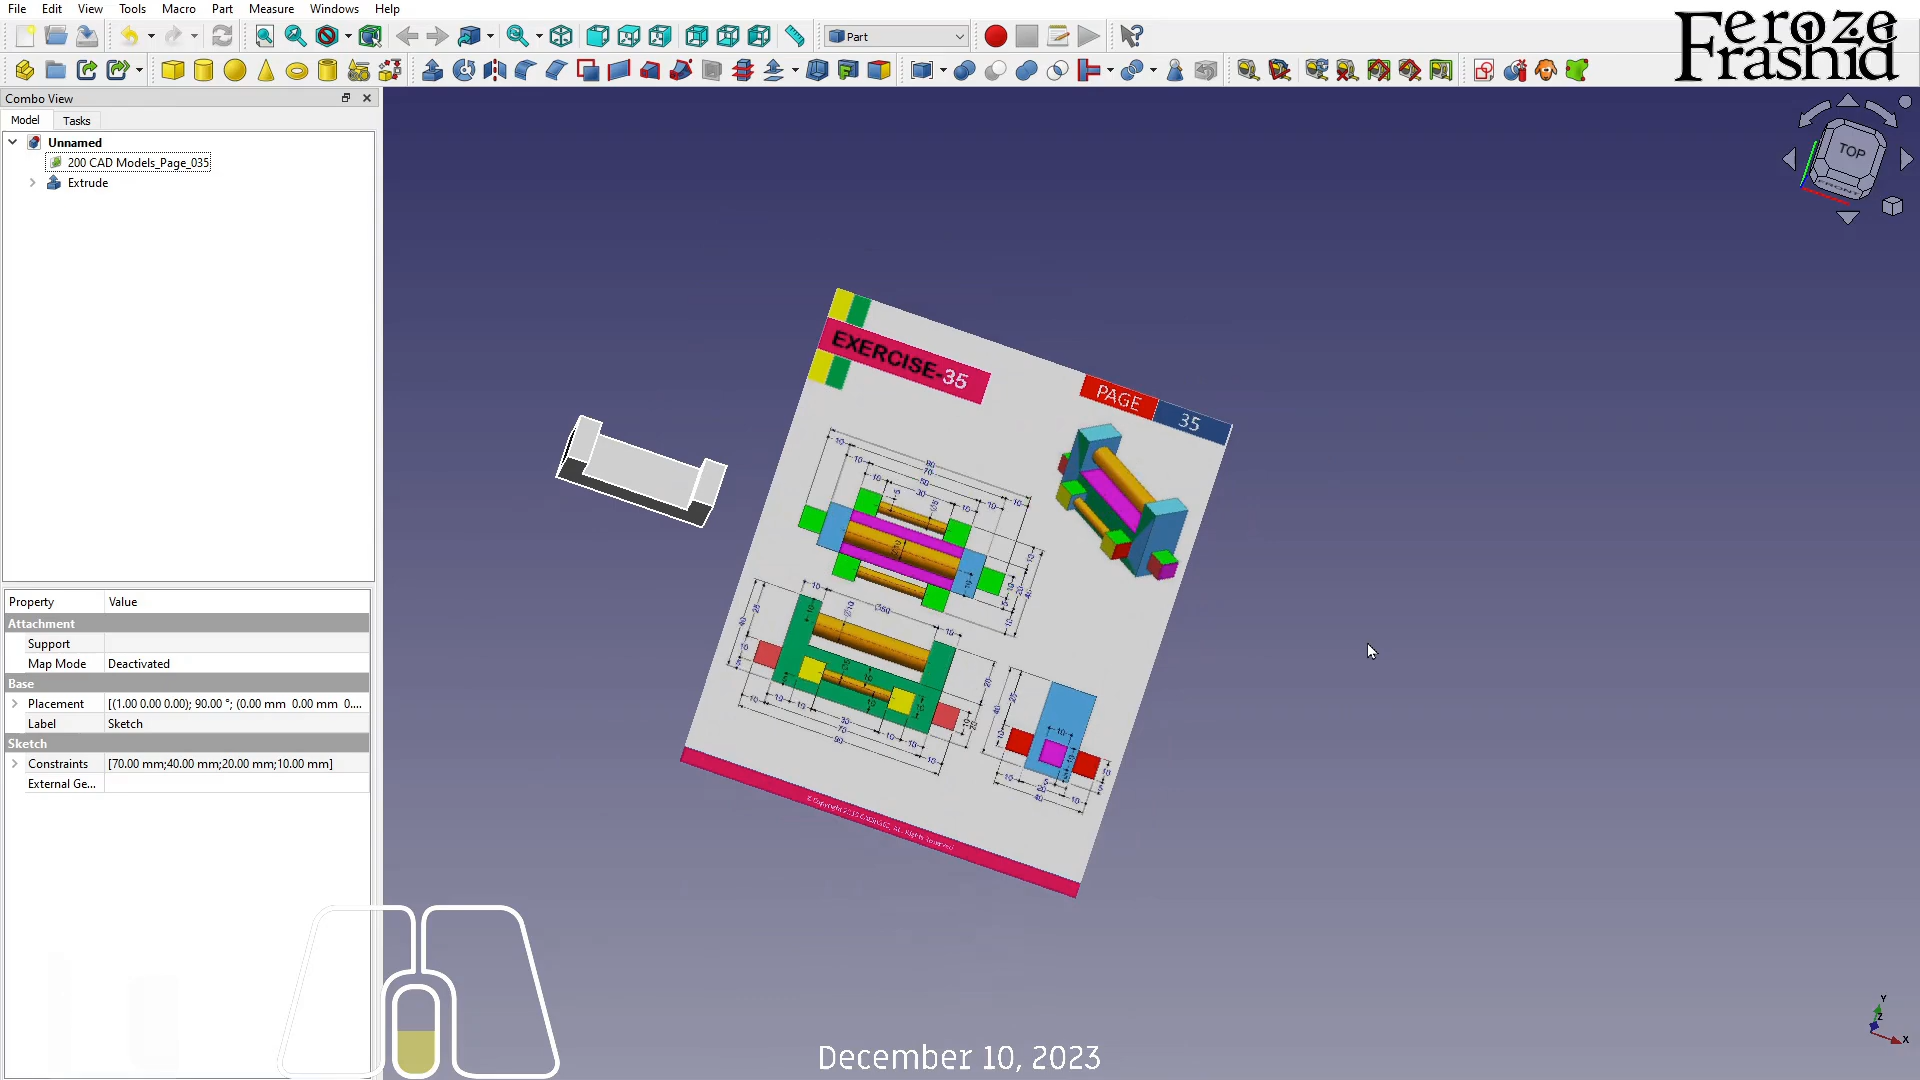 File Edit View Tools Macro Part Measure Windows Help
Part
Feroze
Frashid
Combo View
Model Tasks
Unnamed
200 CAD Models_Page_035
Extrude
TOP
FRONT
EXERCISE-35
PAGE 35
Property Value
Attachment
Support
Map Mode Deactivated
Base
Placement [(1.00 0.00 0.00); 90.00 °; (0.00 mm 0.00 mm 0....
Label Sketch
Sketch
Constraints [70.00 mm;40.00 mm;20.00 mm;10.00 mm]
External Ge...
Y
Z
X
December 10, 2023